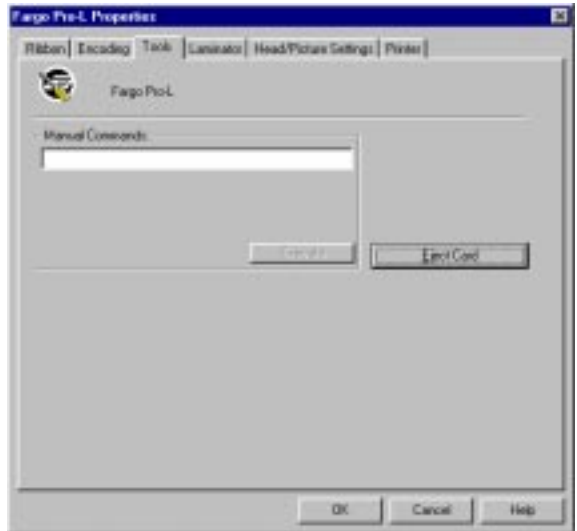 Fargo Pro-L Properties
Ribbon Encoding Tools Laminator Head/Picture Settings Printer
Fargo Pro-L
Manual Commands
Execute
Eject Card
OK Cancel Help